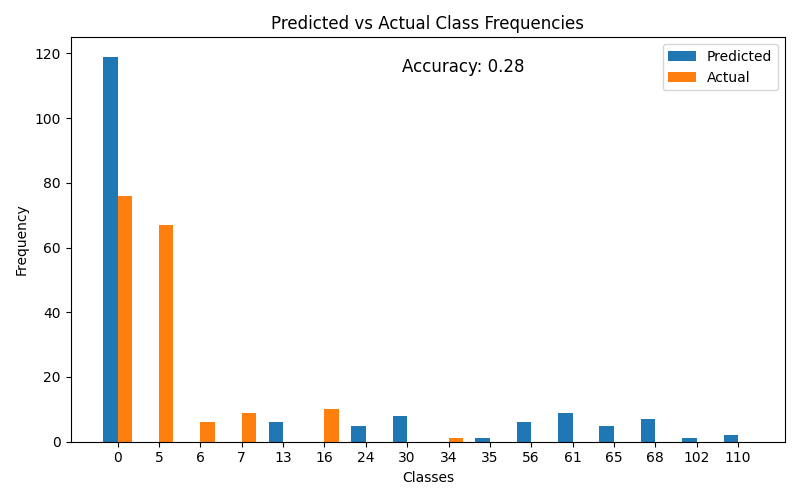 Predicted vs Actual Class Frequencies
Accuracy: 0.28
Predicted
Actual
Frequency
120
100
80
60
40
20
0
0 5 6 7 13 16 24 30 34 35 56 61 65 68 102 110
Classes